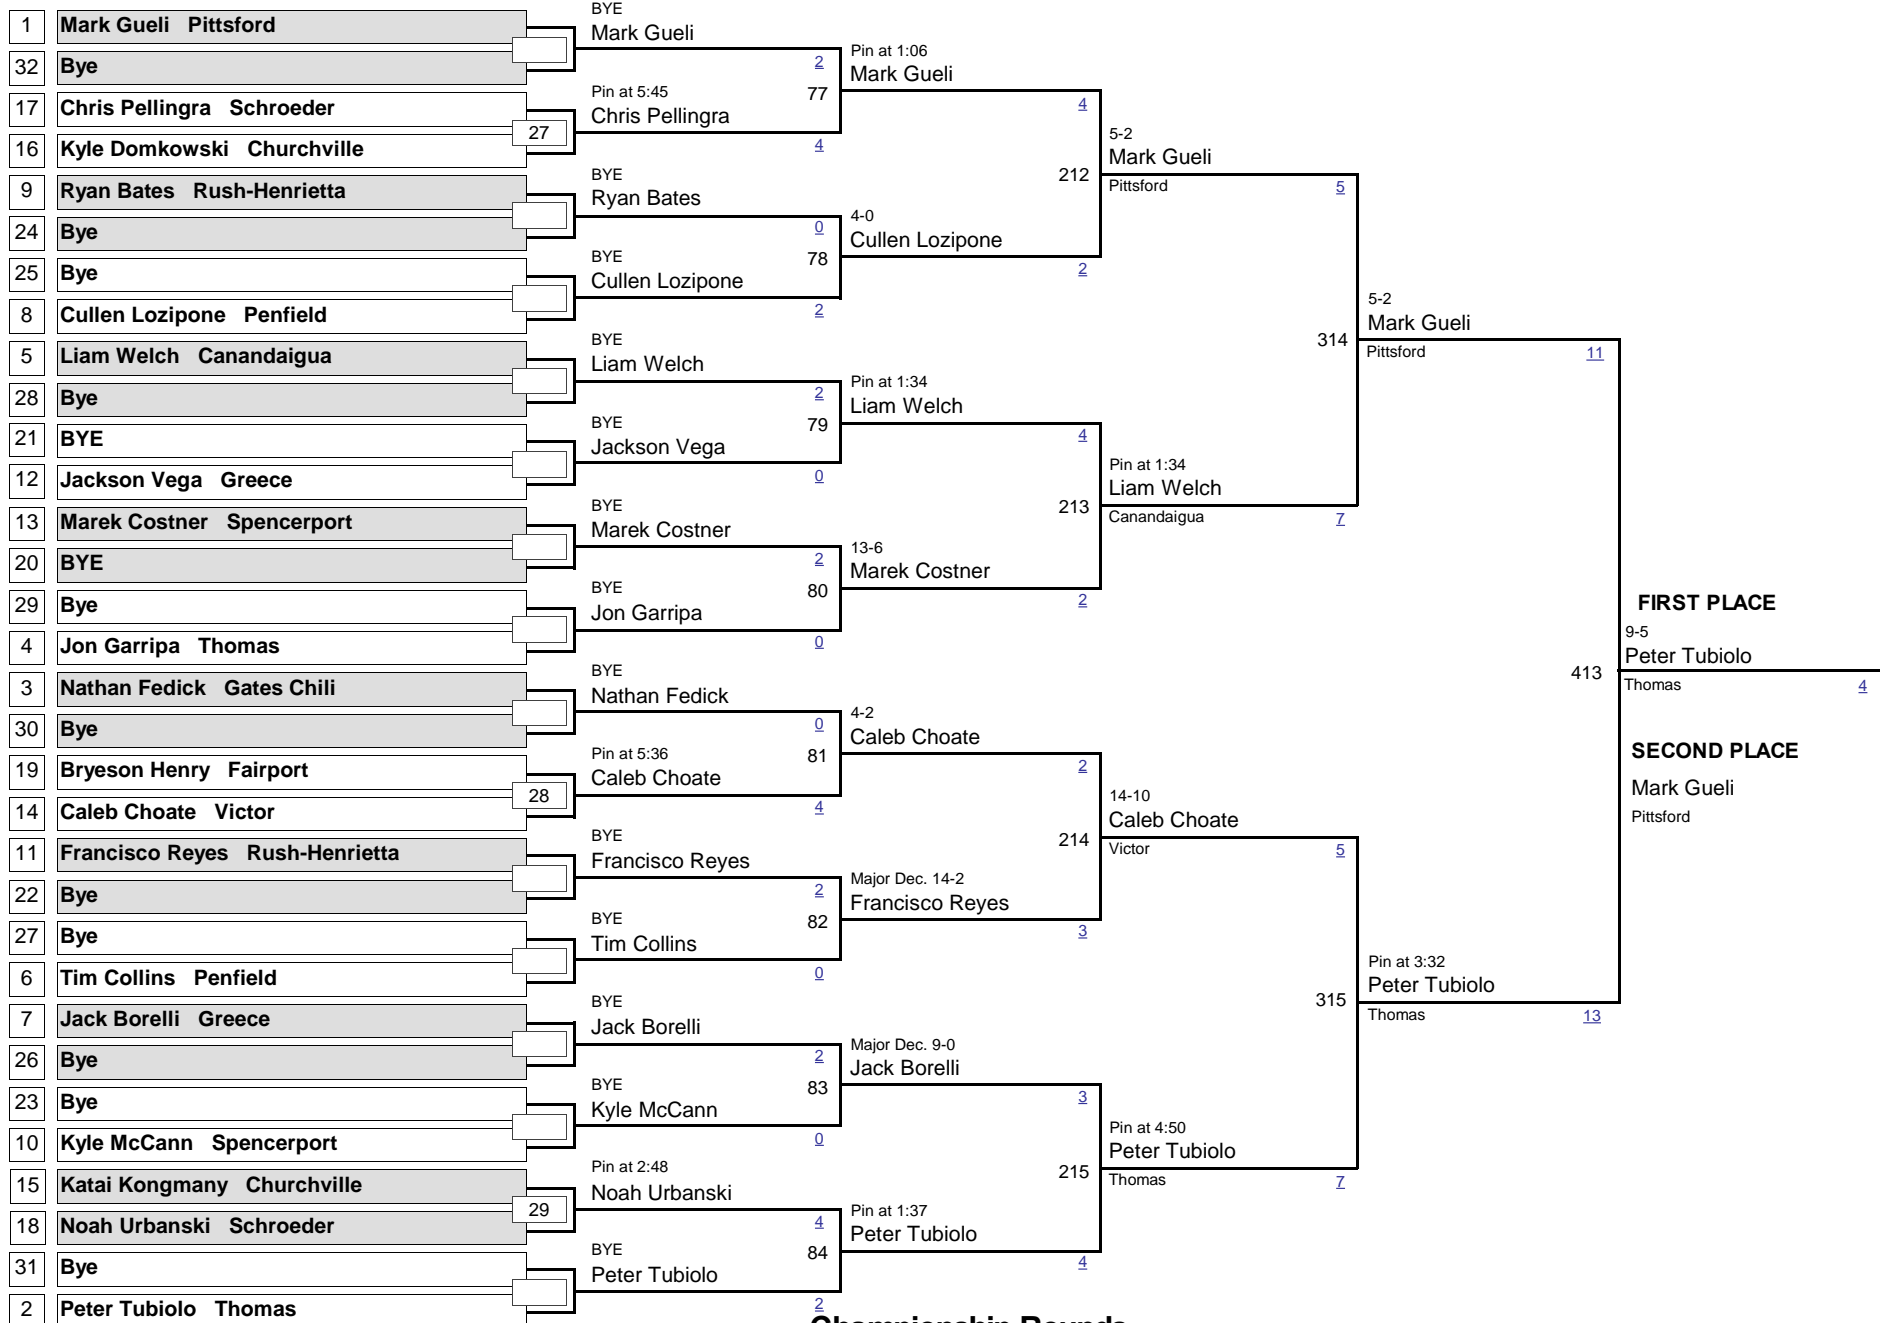 1 Mark Gueli Pittsford
32 Bye
17 Chris Pellingra Schroeder
27
16 Kyle Domkowski Churchville
9 Ryan Bates Rush-Henrietta
24 Bye
25 Bye
8 Cullen Lozipone Penfield
5 Liam Welch Canandaigua
28 Bye
21 BYE
12 Jackson Vega Greece
13 Marek Costner Spencerport
20 BYE
29 Bye
4 Jon Garripa Thomas
3 Nathan Fedick Gates Chili
30 Bye
19 Bryeson Henry Fairport
28
14 Caleb Choate Victor
11 Francisco Reyes Rush-Henrietta
22 Bye
27 Bye
6 Tim Collins Penfield
7 Jack Borelli Greece
26 Bye
23 Bye
10 Kyle McCann Spencerport
15 Katai Kongmany Churchville
29
18 Noah Urbanski Schroeder
31 Bye
2 Peter Tubiolo Thomas
BYE
Mark Gueli
2
77
Pin at 5:45
Chris Pellingra
4
BYE
Ryan Bates
0
78
BYE
Cullen Lozipone
2
BYE
Liam Welch
2
79
BYE
Jackson Vega
0
BYE
Marek Costner
2
80
BYE
Jon Garripa
0
BYE
Nathan Fedick
0
81
Pin at 5:36
Caleb Choate
4
BYE
Francisco Reyes
2
82
BYE
Tim Collins
0
BYE
Jack Borelli
2
83
BYE
Kyle McCann
0
Pin at 2:48
Noah Urbanski
4
84
BYE
Peter Tubiolo
2
Pin at 1:06
Mark Gueli
4
212
4-0
Cullen Lozipone
2
Pin at 1:34
Liam Welch
4
213
13-6
Marek Costner
2
4-2
Caleb Choate
2
214
Major Dec. 14-2
Francisco Reyes
3
Major Dec. 9-0
Jack Borelli
3
215
Pin at 1:37
Peter Tubiolo
4
5-2
Mark Gueli
Pittsford
5
314
Pin at 1:34
Liam Welch
Canandaigua
7
14-10
Caleb Choate
Victor
5
315
Pin at 4:50
Peter Tubiolo
Thomas
7
5-2
Mark Gueli
Pittsford
11
413
Pin at 3:32
Peter Tubiolo
Thomas
13
FIRST PLACE
9-5
Peter Tubiolo
Thomas
4
SECOND PLACE
Mark Gueli
Pittsford
Championship Rounds